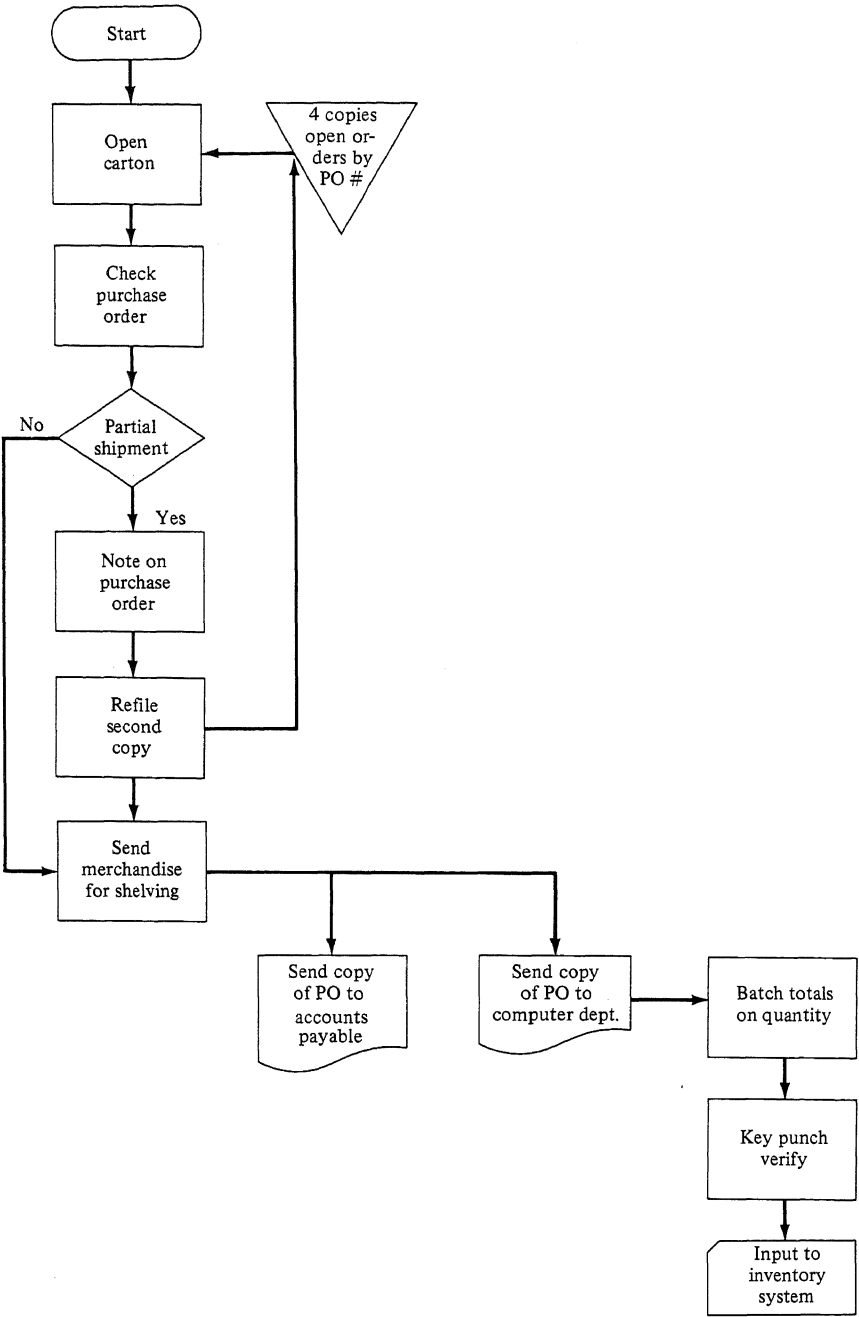 Start
Open
carton
4 copies
open or-
ders by
PO #
Check
purchase
order
Partial
shipment
No
Yes
Note on
purchase
order
Refile
second
copy
Send
merchandise
for shelving
Send copy
of PO to
accounts
payable
Send copy
of PO to
computer dept.
Batch totals
on quantity
Key punch
verify
Input to
inventory
system